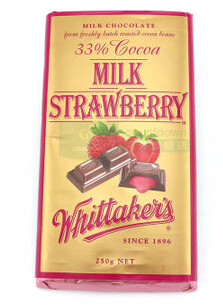 MILK CHOCOLATE
from freshly batch roasted cocoa beans
33% Cocoa
MILK
STRAWBERRY
Whittaker's
SINCE 1896
250g NET